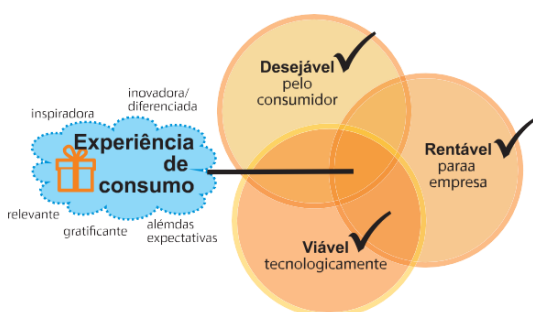 inovadora/
diferenciada
inspiradora
Experiência
de
consumo
relevante
gratificante
alémdas
expectativas
Desejável
pelo
consumidor
Rentável
paraa
empresa
Viável
tecnologicamente